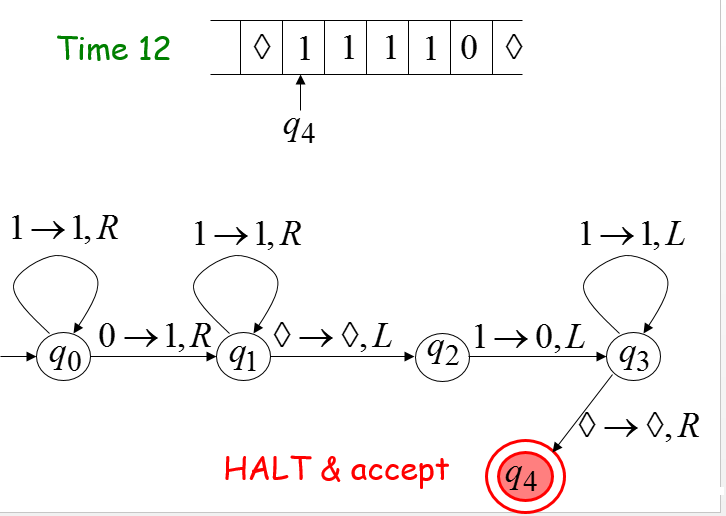 Time 12
◊ 1 1 1 1 0 ◊
q4
1 → 1, R
1 → 1, R
1 → 1, L
0 → 1, R
◊ → ◊, L
1 → 0, L
q0
q1
q2
q3
◊ → ◊, R
HALT & accept
q4